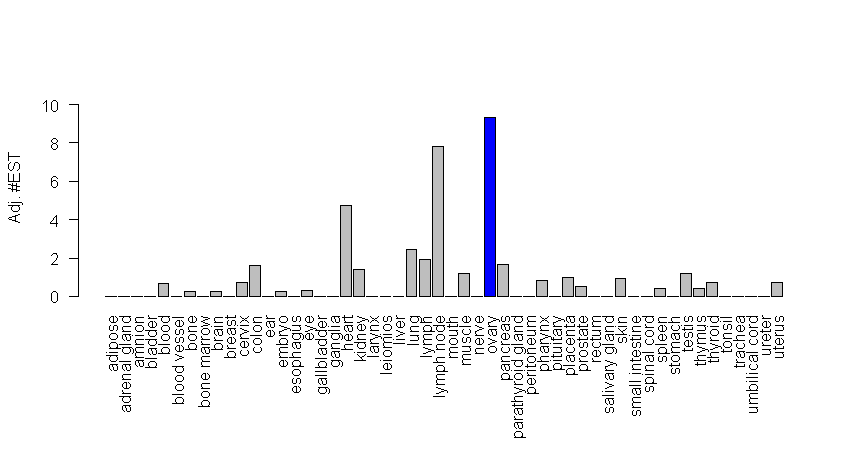 Adj. #EST
10
8
6
4
2
0
adipose
adrenal gland
amnion
bladder
blood
blood vessel
bone
bone marrow
brain
breast
cervix
colon
ear
embryo
esophagus
eye
gallbladder
ganglia
heart
kidney
larynx
leiomios
liver
lung
lymph
lymph node
mouth
muscle
nerve
ovary
pancreas
parathyroid gland
peritoneum
pharynx
pituitary
placenta
prostate
rectum
salivary gland
skin
small intestine
spinal cord
spleen
stomach
testis
thymus
thyroid
tonsil
trachea
umbilical cord
ureter
uterus